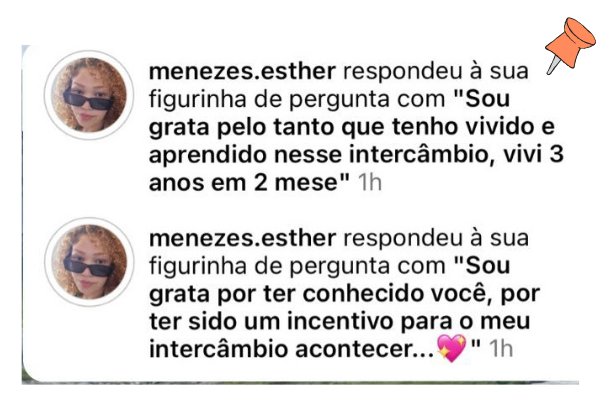 menezes.esther respondeu à sua
figurinha de pergunta com "Sou
grata pelo tanto que tenho vivido e
aprendido nesse intercâmbio, vivi 3
anos em 2 mese" 1h
menezes.esther respondeu à sua
figurinha de pergunta com "Sou
grata por ter conhecido você, por
ter sido um incentivo para o meu
intercâmbio acontecer...💖" 1h